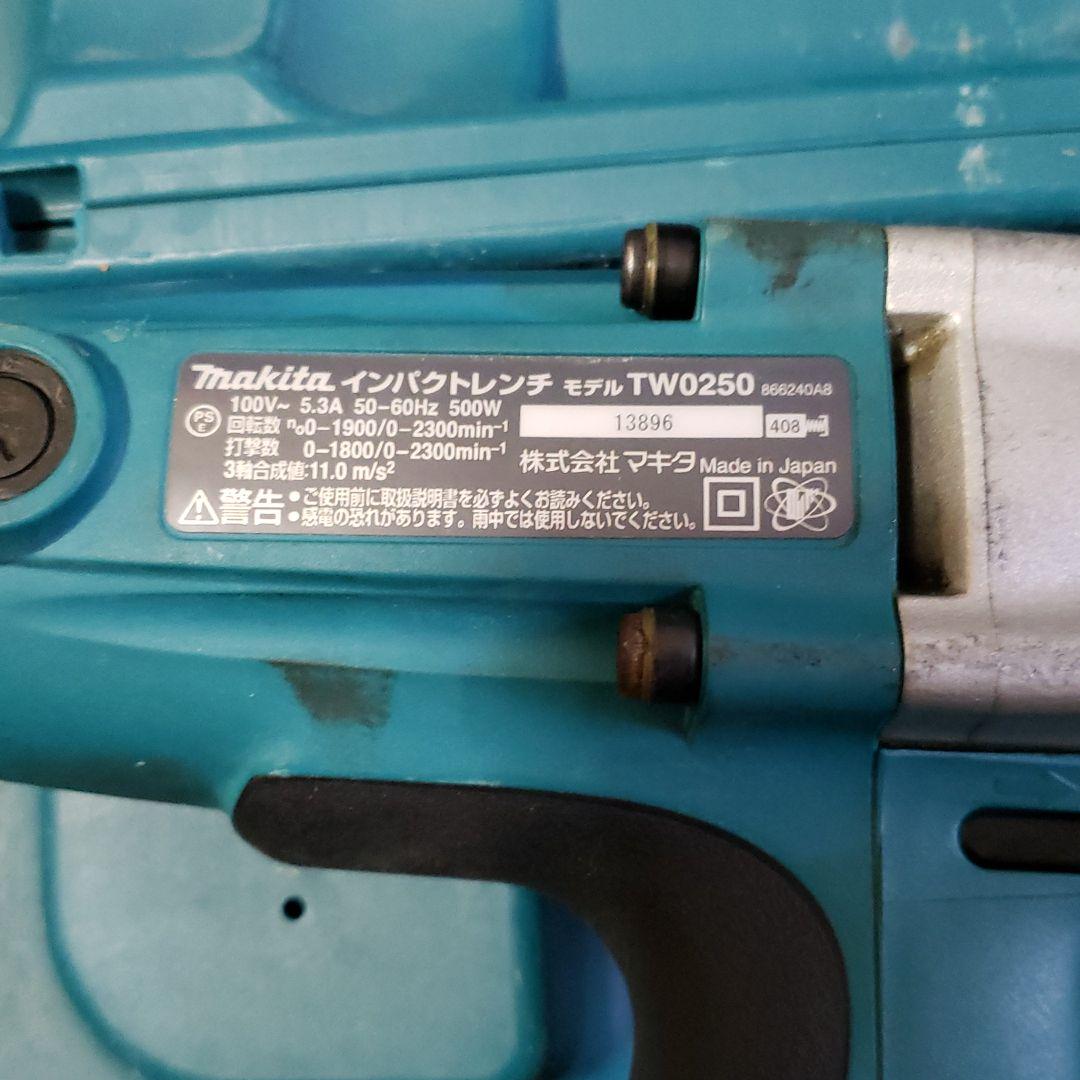 makita インパクトレンチ モデル TW0250 866240A8
PS E
100V~ 5.3A 50-60Hz 500W
回転数 no0-1900/0-2300min-1
打撃数 0-1800/0-2300min-1
3軸合成値:11.0 m/s2
13896
408
株式会社 マキタ Made in Japan
警告 •ご使用前に取扱説明書を必ずよくお読みください。
•感電の恐れがあります。雨中では使用しないでください。